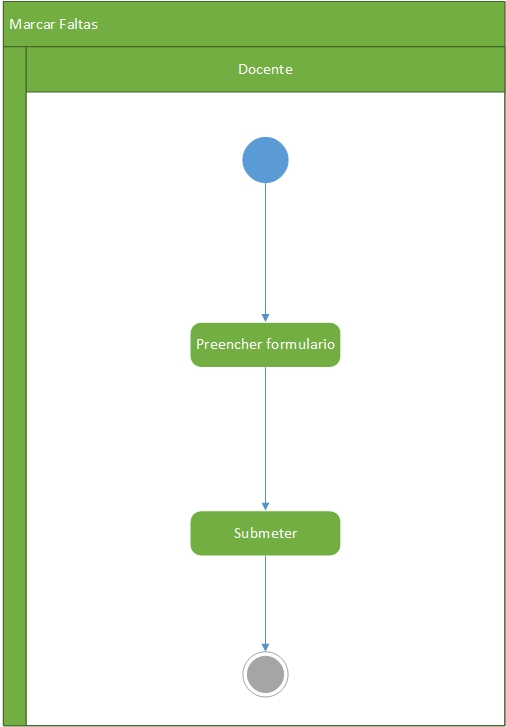 Marcar Faltas
Docente
Preencher formulario
Submeter